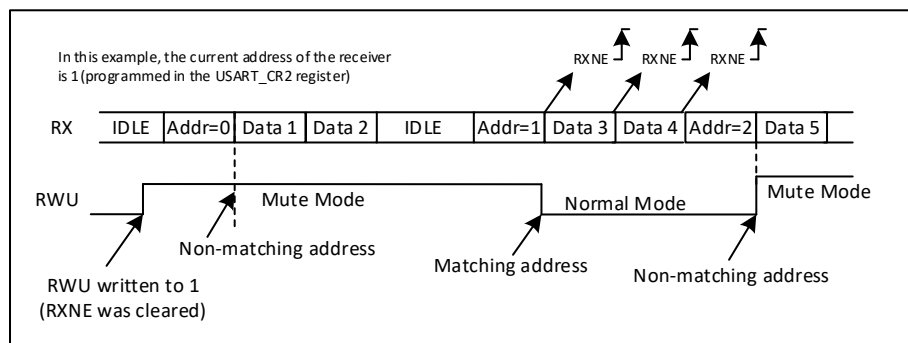 In this example, the current address of the receiver
is 1(programmed in the USART_CR2 register)
RXNE RXNE RXNE
RX IDLE Addr=0 Data 1 Data 2 IDLE Addr=1 Data 3 Data 4 Addr=2 Data 5
RWU Mute Mode Normal Mode Mute Mode
Non-matching address Matching address Non-matching address
RWU written to 1
(RXNE was cleared)